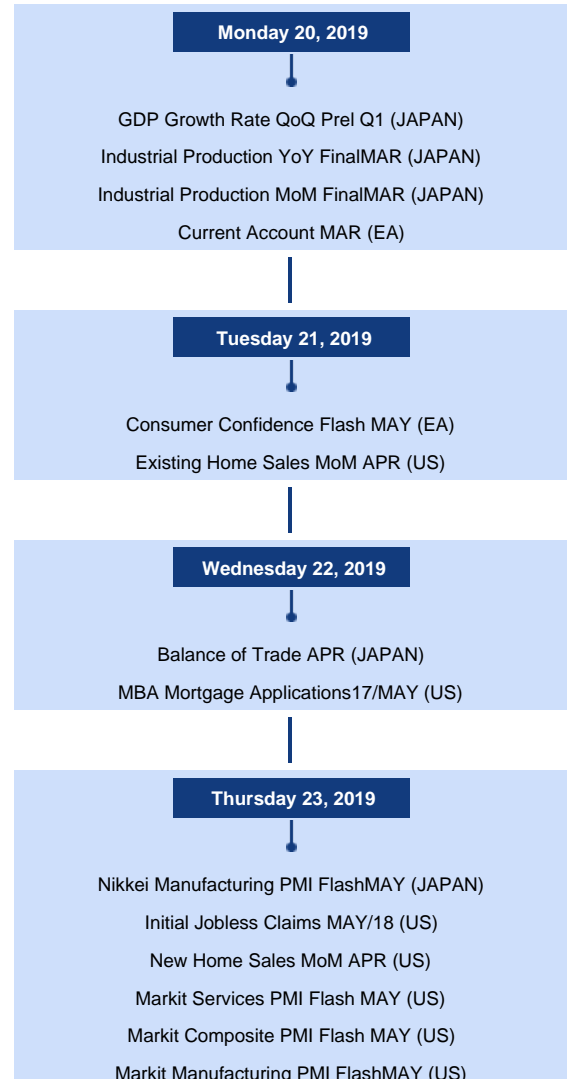 Monday 20, 2019
GDP Growth Rate QoQ Prel Q1 (JAPAN)
Industrial Production YoY FinalMAR (JAPAN)
Industrial Production MoM FinalMAR (JAPAN)
Current Account MAR (EA)
Tuesday 21, 2019
Consumer Confidence Flash MAY (EA)
Existing Home Sales MoM APR (US)
Wednesday 22, 2019
Balance of Trade APR (JAPAN)
MBA Mortgage Applications17/MAY (US)
Thursday 23, 2019
Nikkei Manufacturing PMI FlashMAY (JAPAN)
Initial Jobless Claims MAY/18 (US)
New Home Sales MoM APR (US)
Markit Services PMI Flash MAY (US)
Markit Composite PMI Flash MAY (US)
Markit Manufacturing PMI FlashMAY (US)